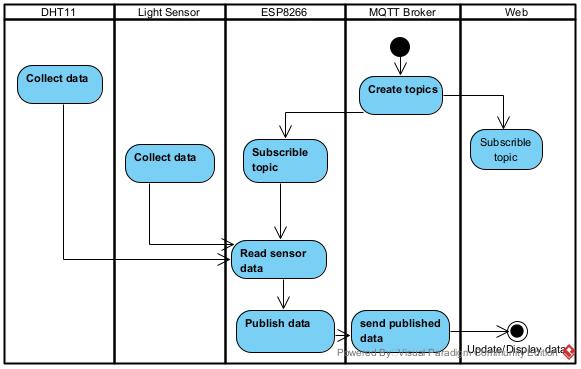 DHT11
Light Sensor
ESP8266
MQTT Broker
Web
Collect data
Create topics
Collect data
Subscrible
topic
Subscrible
topic
Read sensor
data
Publish data
send published
data
Update/Display data
Powered By: Visual Paradigm Community Edition